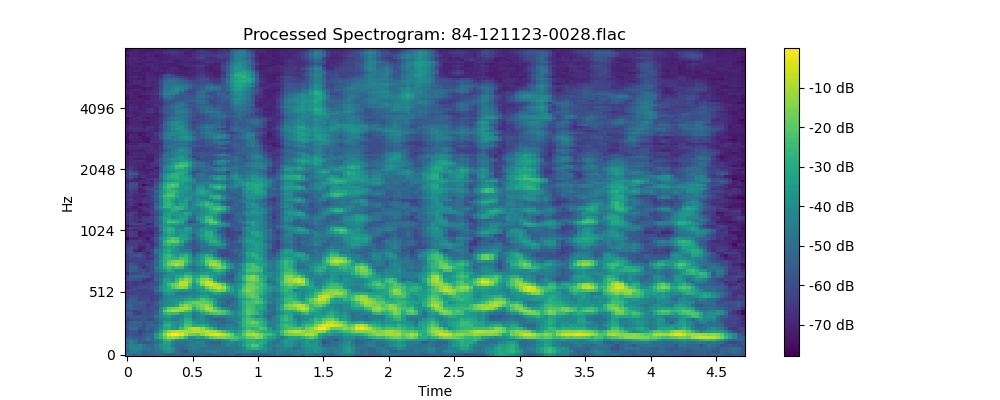 Processed Spectrogram: 84-121123-0028.flac
Hz
4096
2048
1024
512
0
0 0.5 1 1.5 2 2.5 3 3.5 4 4.5
Time
-10 dB
-20 dB
-30 dB
-40 dB
-50 dB
-60 dB
-70 dB